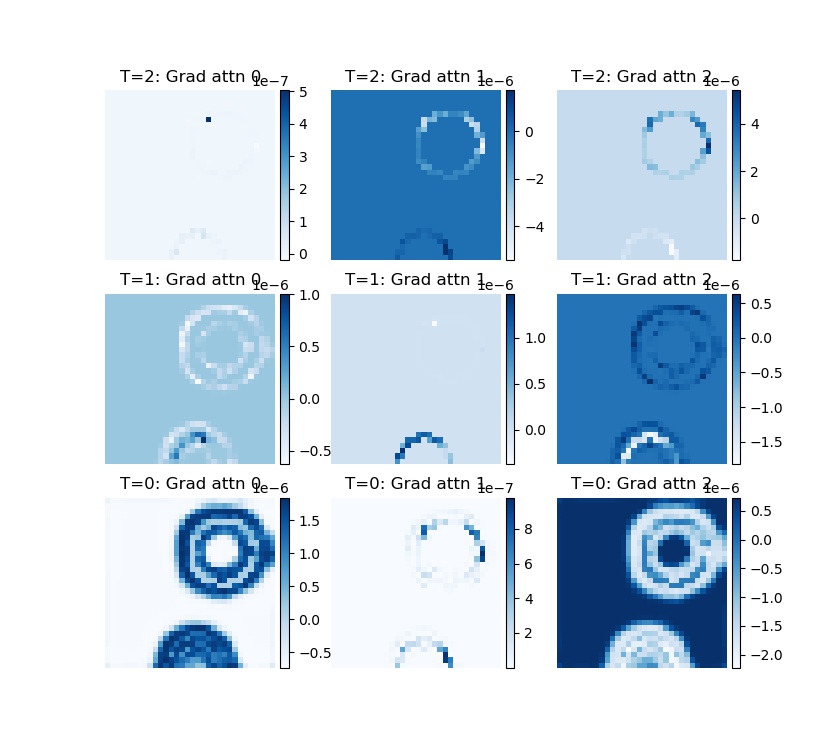 T=2: Grad attn 0
1e−7
5
4
3
2
1
0
T=2: Grad attn 1
1e−6
0
−2
−4
T=2: Grad attn 2
1e−6
4
2
0
T=1: Grad attn 0
1e−6
1.0
0.5
0.0
−0.5
T=1: Grad attn 1
1e−6
1.0
0.5
0.0
T=1: Grad attn 2
1e−6
0.5
0.0
−0.5
−1.0
−1.5
T=0: Grad attn 0
1e−6
1.5
1.0
0.5
0.0
−0.5
T=0: Grad attn 1
1e−7
8
6
4
2
T=0: Grad attn 2
1e−6
0.5
0.0
−0.5
−1.0
−1.5
−2.0